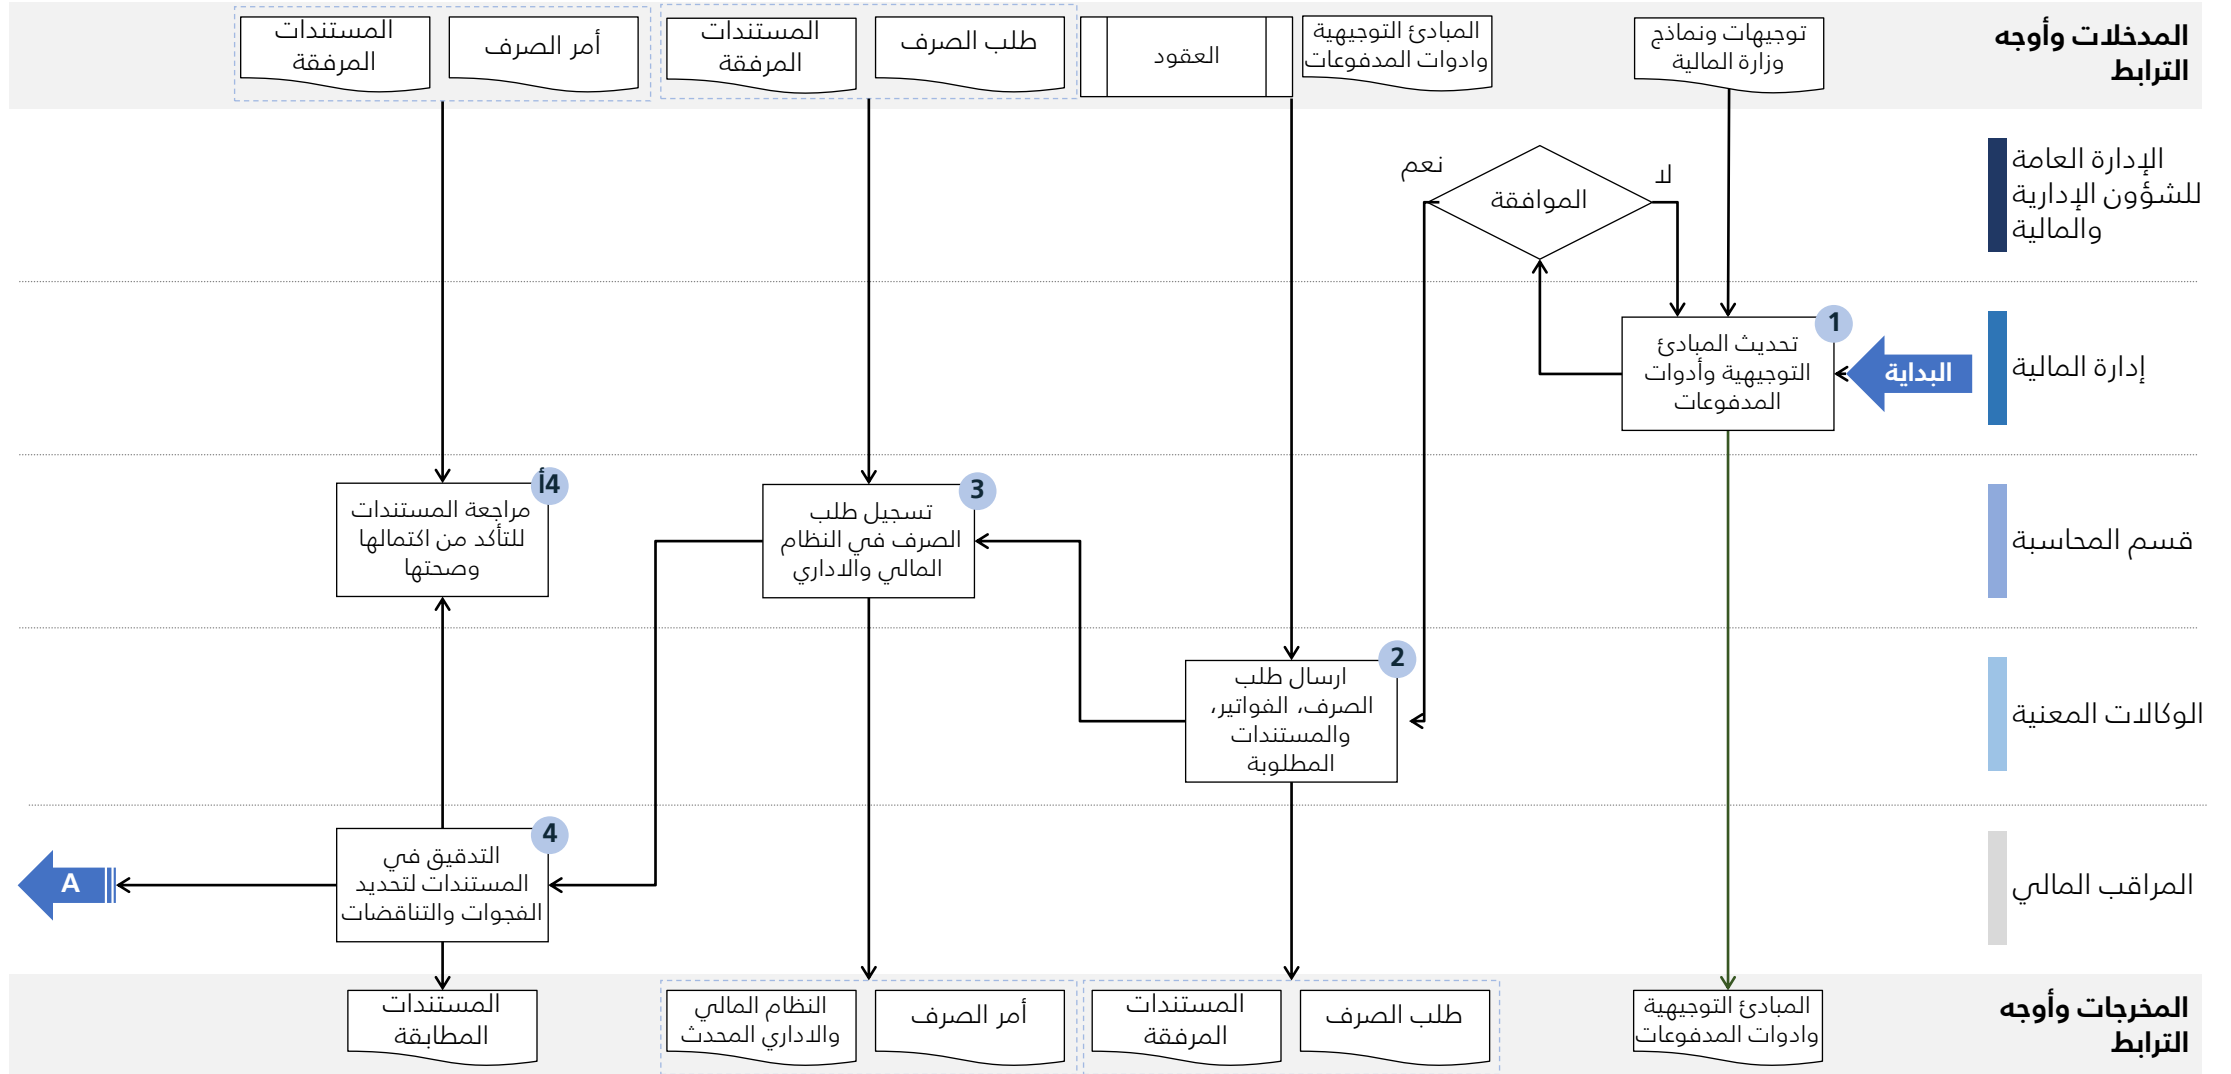 المدخلات وأوجه
الترابط
توجيهات ونماذج
وزارة المالية
المبادئ التوجيهية
وادوات المدفوعات
العقود
طلب الصرف
المستندات
المرفقة
أمر الصرف
المستندات
المرفقة
الإدارة العامة
للشؤون الإدارية
والمالية
لا
الموافقة
نعم
إدارة المالية
البداية
1
تحديث المبادئ
التوجيهية وأدوات
المدفوعات
قسم المحاسبة
3
تسجيل طلب
الصرف في النظام
المالي والاداري
4أ
مراجعة المستندات
للتأكد من اكتمالها
وصحتها
الوكالات المعنية
2
ارسال طلب
الصرف، الفواتير،
والمستندات
المطلوبة
المراقب المالي
4
التدقيق في
المستندات لتحديد
الفجوات والتناقضات
A
المخرجات وأوجه
الترابط
المبادئ التوجيهية
وادوات المدفوعات
طلب الصرف
المستندات
المرفقة
أمر الصرف
النظام المالي
والاداري المحدث
المستندات
المطابقة